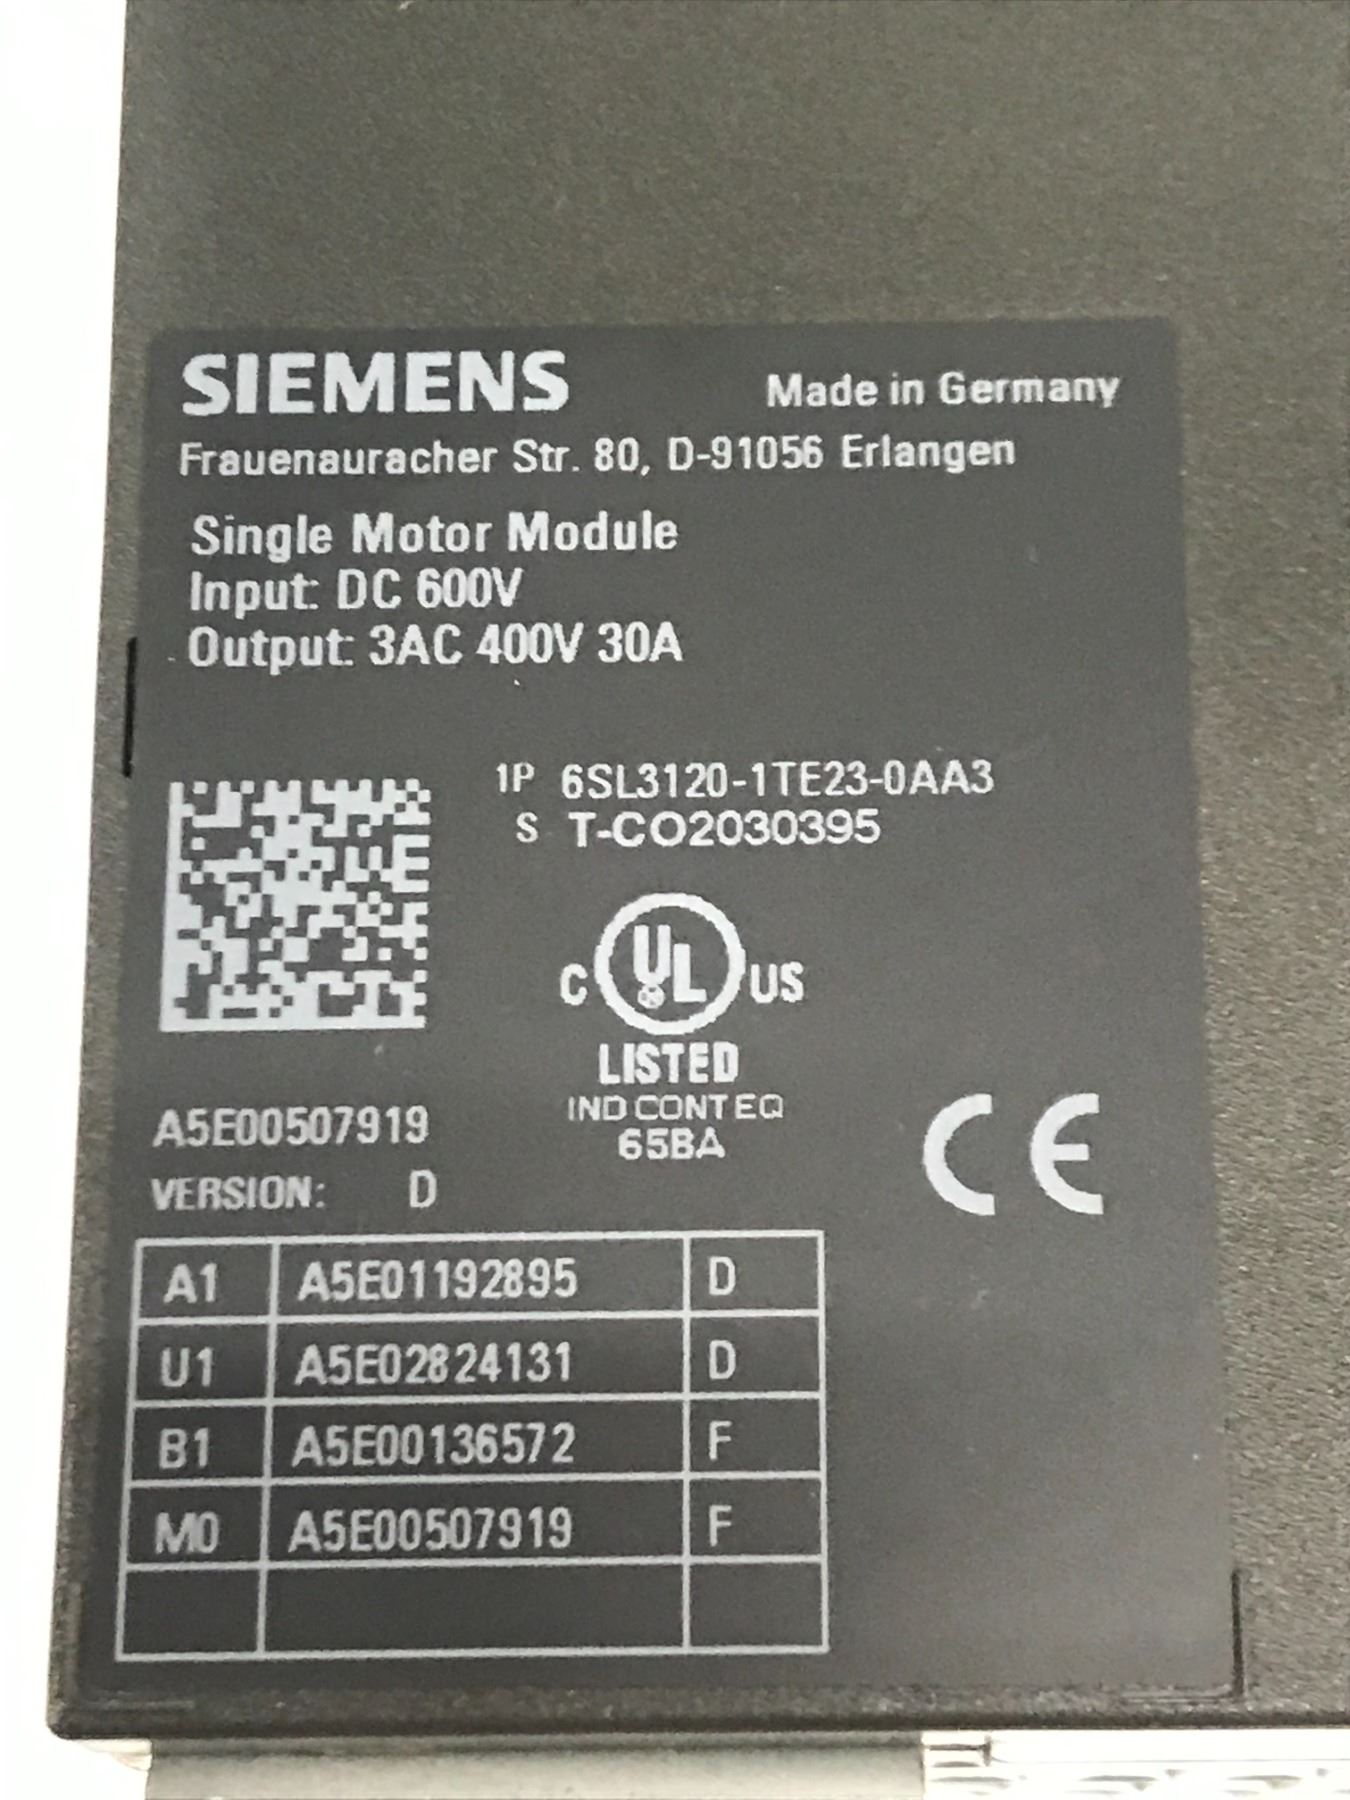 SIEMENS Made in Germany
Frauenauracher Str. 80, D-91056 Erlangen
Single Motor Module
Input: DC 600V
Output: 3AC 400V 30A
1P 6SL3120-1TE23-0AA3
S T-CO2030395
C UL US
LISTED
IND CONT EQ
65BA
CE
A5E00507919
VERSION: D
A1 A5E01192895 D
U1 A5E02824131 D
B1 A5E00136572 F
M0 A5E00507919 F